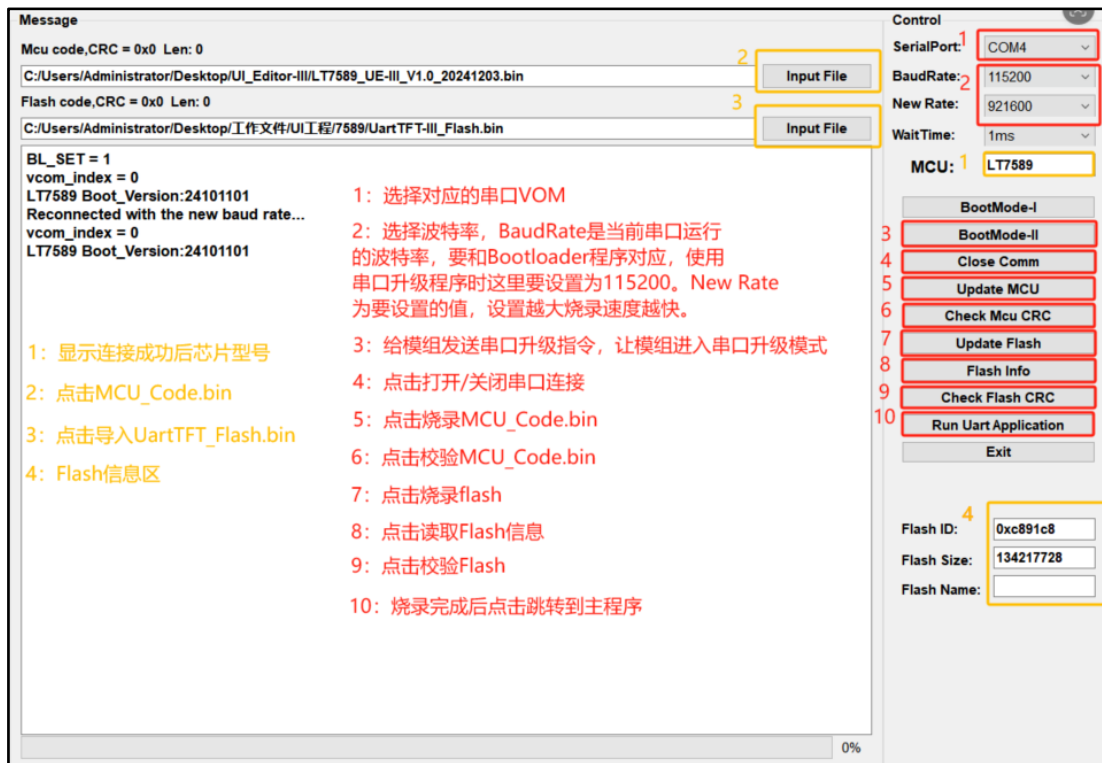 Message
Mcu code,CRC = 0x0 Len: 0
2
C:/Users/Administrator/Desktop/UI_Editor-III/LT7589_UE-III_V1.0_20241203.bin
Input File
Flash code,CRC = 0x0 Len: 0
3
C:/Users/Administrator/Desktop/工作文件/UI工程/7589/UartTFT-III_Flash.bin
Input File
BL_SET = 1
vcom_index = 0
LT7589 Boot_Version:24101101
Reconnected with the new baud rate...
vcom_index = 0
LT7589 Boot_Version:24101101
1：选择对应的串口VOM
2：选择波特率，BaudRate是当前串口运行
的波特率，要和Bootloader程序对应，使用
串口升级程序时这里要设置为115200。New Rate
为要设置的值，设置越大烧录速度越快。
3：给模组发送串口升级指令，让模组进入串口升级模式
4：点击打开/关闭串口连接
5：点击烧录MCU_Code.bin
6：点击校验MCU_Code.bin
7：点击烧录flash
8：点击读取Flash信息
9：点击校验Flash
10：烧录完成后点击跳转到主程序
1：显示连接成功后芯片型号
2：点击MCU_Code.bin
3：点击导入UartTFT_Flash.bin
4：Flash信息区
0%
Control
SerialPort: 1 COM4
BaudRate: 2 115200
New Rate: 921600
WaitTime: 1ms
MCU: 1 LT7589
BootMode-I
3 BootMode-II
4 Close Comm
5 Update MCU
6 Check Mcu CRC
7 Update Flash
8 Flash Info
9 Check Flash CRC
10 Run Uart Application
Exit
4
Flash ID: 0xc891c8
Flash Size: 134217728
Flash Name: